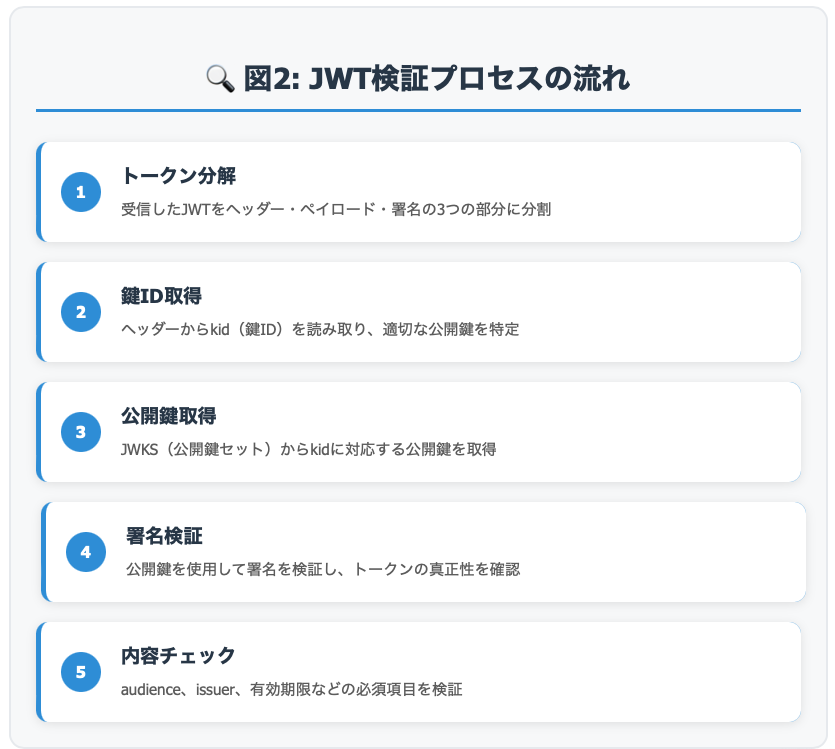 🔍 図2: JWT検証プロセスの流れ
1
トークン分解
受信したJWTをヘッダー・ペイロード・署名の3つの部分に分割
2
鍵ID取得
ヘッダーからkid（鍵ID）を読み取り、適切な公開鍵を特定
3
公開鍵取得
JWKS（公開鍵セット）からkidに対応する公開鍵を取得
4
署名検証
公開鍵を使用して署名を検証し、トークンの真正性を確認
5
内容チェック
audience、issuer、有効期限などの必須項目を検証